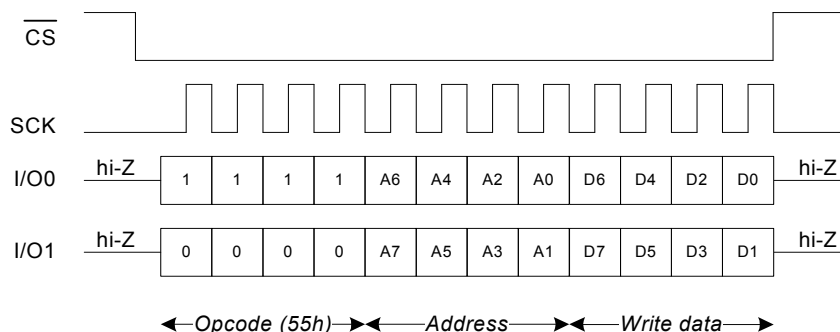 CS
SCK
I/O0 hi-Z 1 1 1 1 A6 A4 A2 A0 D6 D4 D2 D0 hi-Z
I/O1 hi-Z 0 0 0 0 A7 A5 A3 A1 D7 D5 D3 D1 hi-Z
Opcode (55h) Address Write data